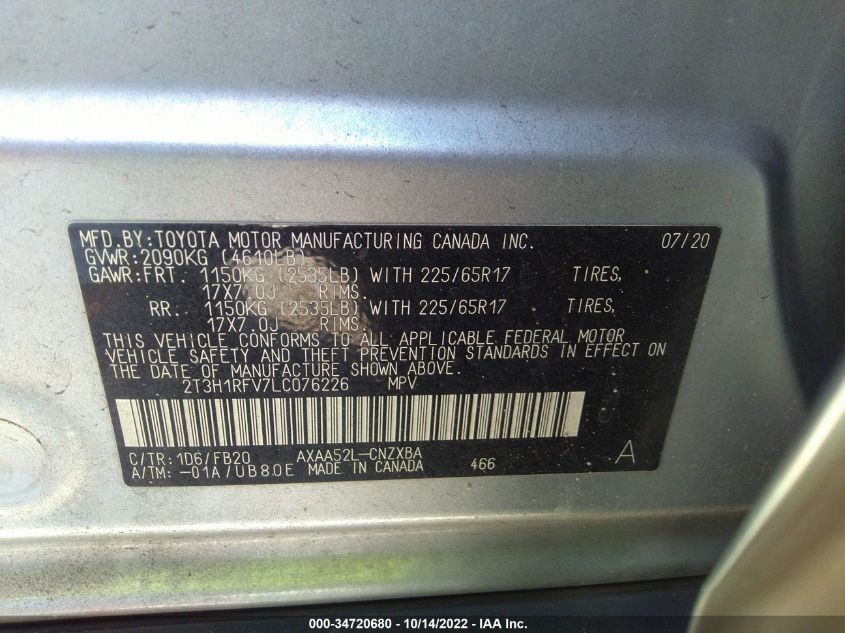 MFD.BY:TOYOTA MOTOR MANUFACTURING CANADA INC. 07/20
GVWR:2090KG (4610LB)
GAWR:FRT. 1150KG (2535LB) WITH 225/65R17 TIRES,
17X7.0J RIMS.
RR. 1150KG (2535LB) WITH 225/65R17 TIRES,
17X7.0J RIMS.
THIS VEHICLE CONFORMS TO ALL APPLICABLE FEDERAL MOTOR
VEHICLE SAFETY AND THEFT PREVENTION STANDARDS IN EFFECT ON
THE DATE OF MANUFACTURE SHOWN ABOVE.
2T3H1RFV7LC076226 MPV
C/TR:1D6/FB20 AXAA52L-CNZXBA
A/TM:-01A/UB80E MADE IN CANADA 466 A
000-34720680 - 10/14/2022 - IAA Inc.